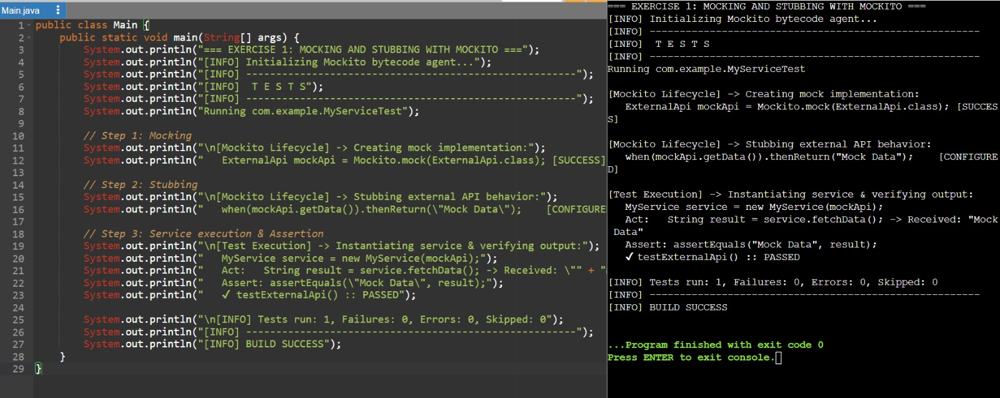 Main.java
1 public class Main {
2 public static void main(String[] args) {
3 System.out.println("=== EXERCISE 1: MOCKING AND STUBBING WITH MOCKITO ===");
4 System.out.println("[INFO] Initializing Mockito bytecode agent...");
5 System.out.println("[INFO] -------------------------------------------------------");
6 System.out.println("[INFO]  T E S T S");
7 System.out.println("[INFO] -------------------------------------------------------");
8 System.out.println("Running com.example.MyServiceTest");
9
10 // Step 1: Mocking
11 System.out.println("\n[Mockito Lifecycle] -> Creating mock implementation:");
12 System.out.println("   ExternalApi mockApi = Mockito.mock(ExternalApi.class); [SUCCESS]
13
14 // Step 2: Stubbing
15 System.out.println("\n[Mockito Lifecycle] -> Stubbing external API behavior:");
16 System.out.println("   when(mockApi.getData()).thenReturn(\"Mock Data\");    [CONFIGURE
17
18 // Step 3: Service execution & Assertion
19 System.out.println("\n[Test Execution] -> Instantiating service & verifying output:");
20 System.out.println("   MyService service = new MyService(mockApi);");
21 System.out.println("   Act:   String result = service.fetchData(); -> Received: \"" + "
22 System.out.println("   Assert: assertEquals(\"Mock Data\", result);");
23 System.out.println("   ✓ testExternalApi() :: PASSED");
24
25 System.out.println("\n[INFO] Tests run: 1, Failures: 0, Errors: 0, Skipped: 0");
26 System.out.println("[INFO] -------------------------------------------------------");
27 System.out.println("[INFO] BUILD SUCCESS");
28 }
29 }
=== EXERCISE 1: MOCKING AND STUBBING WITH MOCKITO ===
[INFO] Initializing Mockito bytecode agent...
[INFO] -------------------------------------------------------
[INFO]  T E S T S
[INFO] -------------------------------------------------------
Running com.example.MyServiceTest
[Mockito Lifecycle] -> Creating mock implementation:
ExternalApi mockApi = Mockito.mock(ExternalApi.class); [SUCCES
S]
[Mockito Lifecycle] -> Stubbing external API behavior:
when(mockApi.getData()).thenReturn("Mock Data");    [CONFIGURE
D]
[Test Execution] -> Instantiating service & verifying output:
MyService service = new MyService(mockApi);
Act:   String result = service.fetchData(); -> Received: "Mock
Data"
Assert: assertEquals("Mock Data", result);
✓ testExternalApi() :: PASSED
[INFO] Tests run: 1, Failures: 0, Errors: 0, Skipped: 0
[INFO] -------------------------------------------------------
[INFO] BUILD SUCCESS
...Program finished with exit code 0
Press ENTER to exit console.